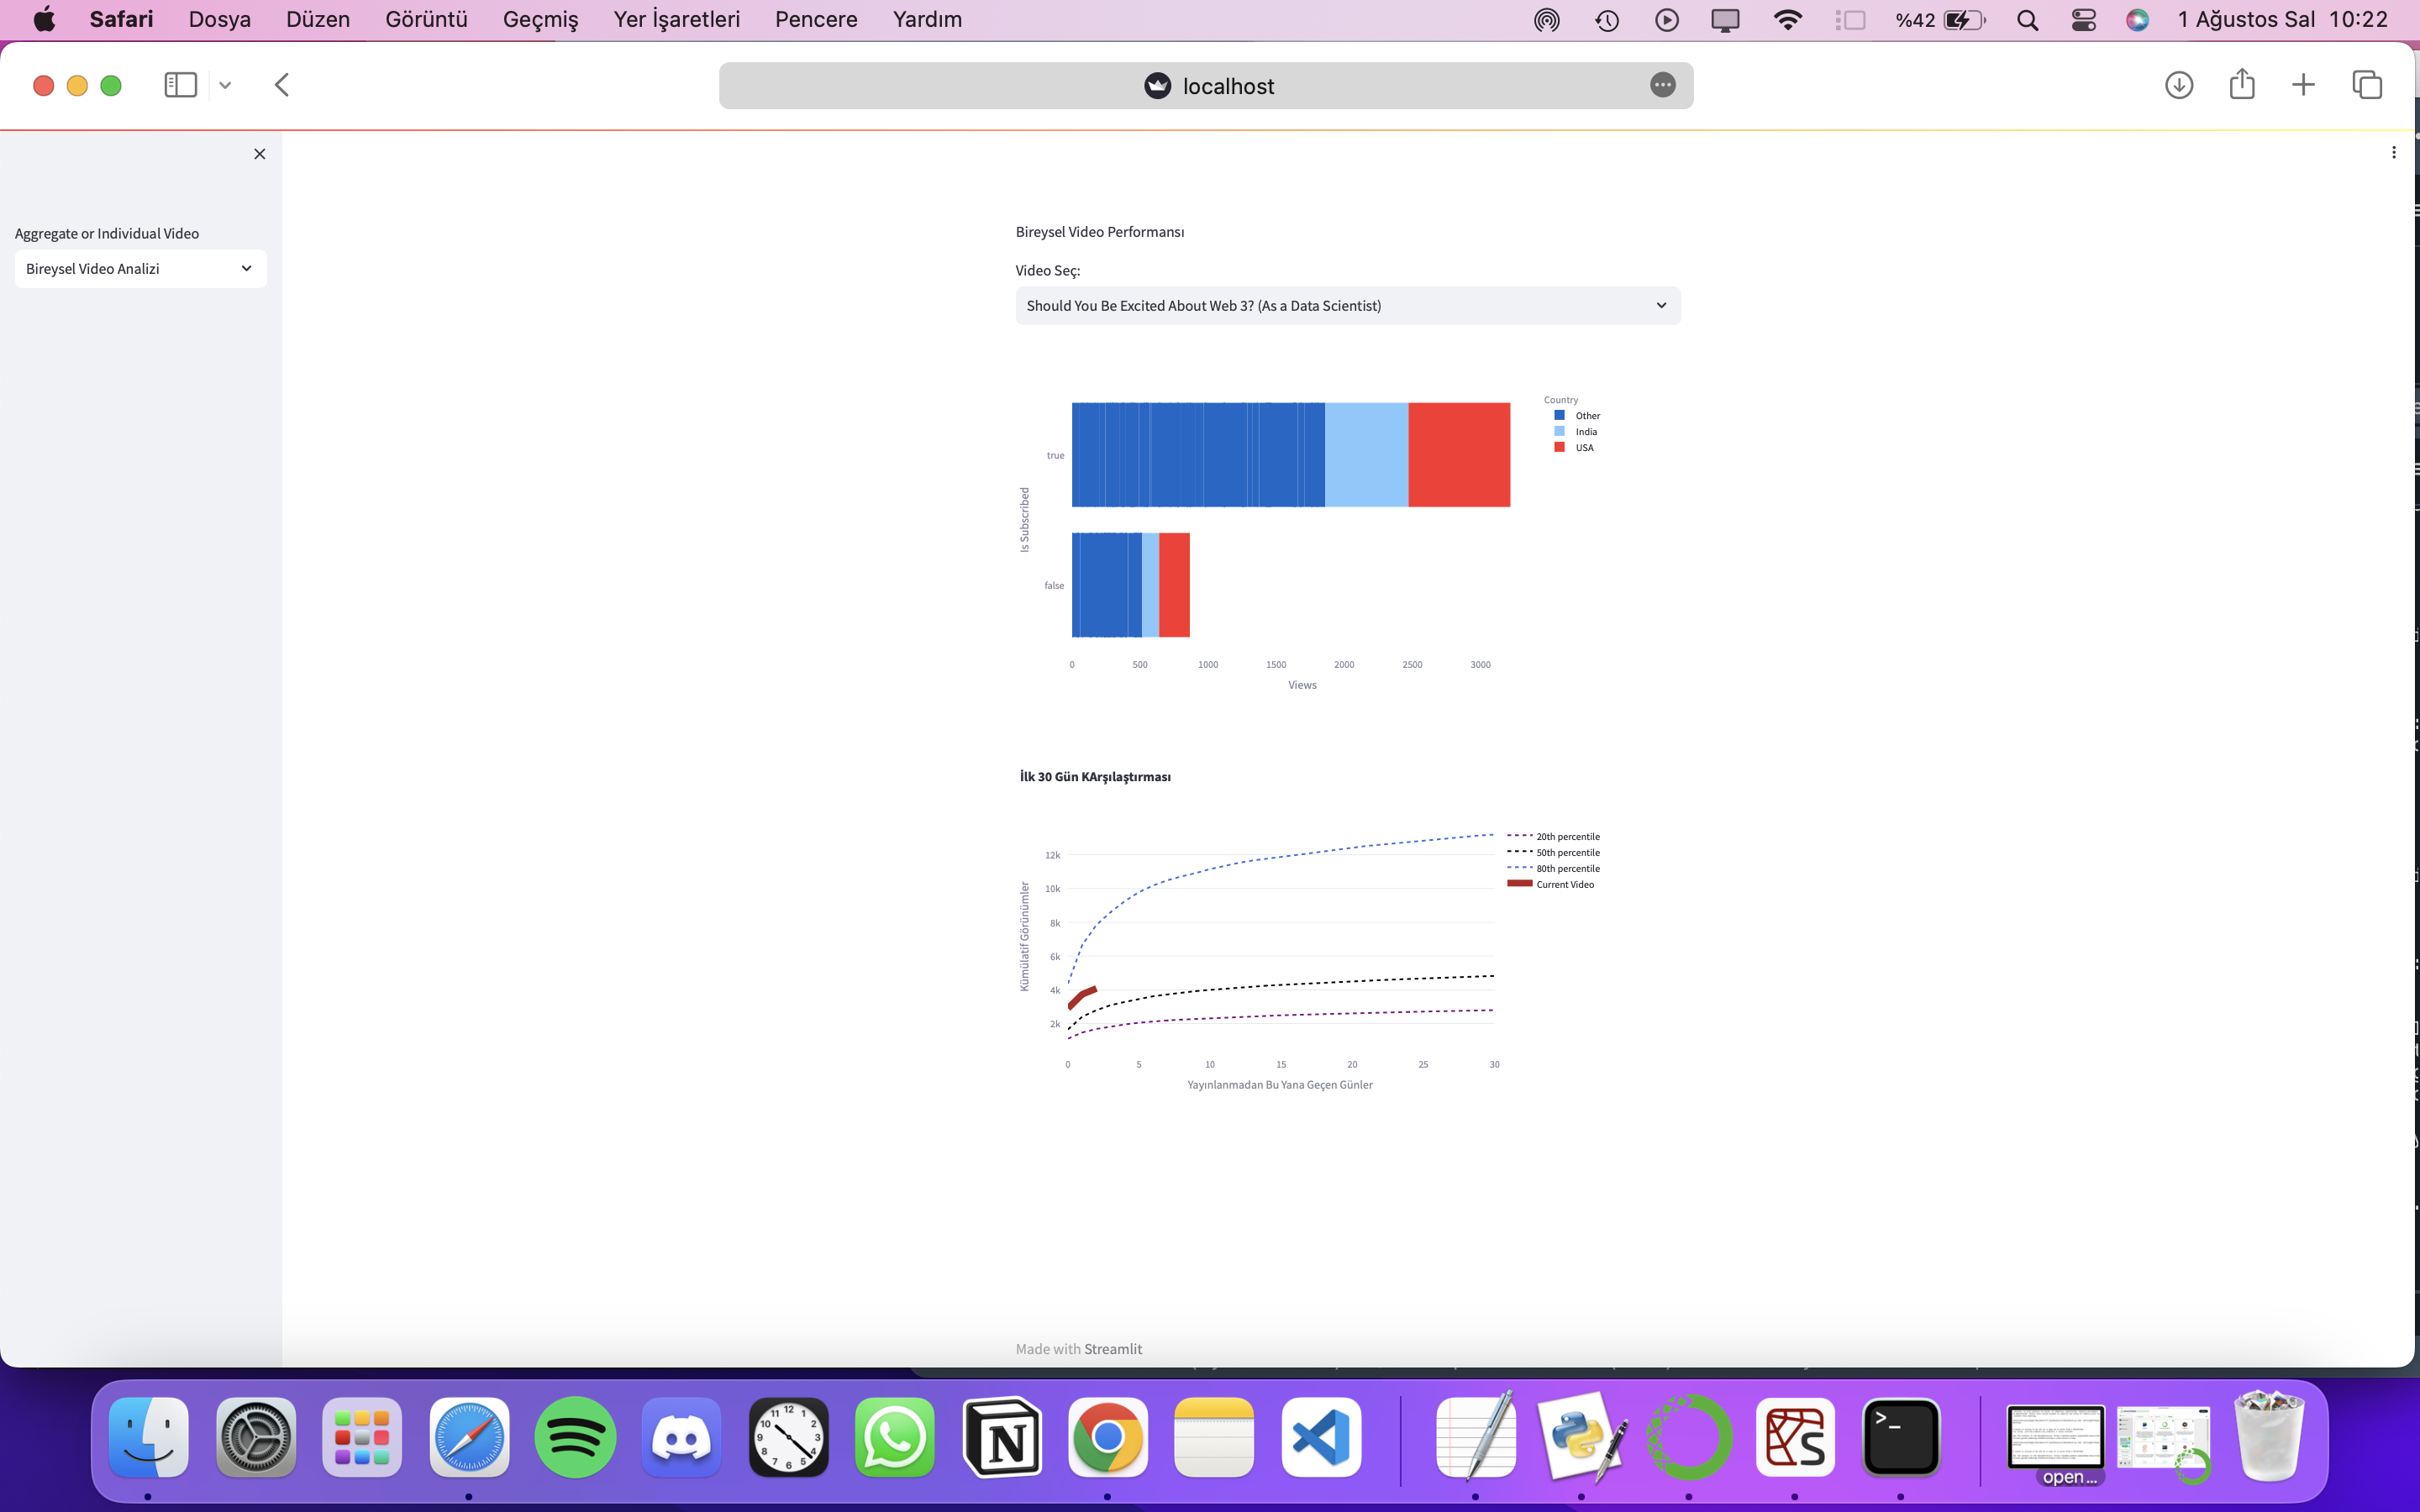 Safari Dosya Düzen Görüntü Geçmiş Yer İşaretleri Pencere Yardım %42 1 Ağustos Sal 10:22
localhost
Aggregate or Individual Video
Bireysel Video Analizi
Bireysel Video Performansı
Video Seç:
Should You Be Excited About Web 3? (As a Data Scientist)
Country
Other
India
USA
true
false
Is Subscribed
0 500 1000 1500 2000 2500 3000
Views
İlk 30 Gün KArşılaştırması
20th percentile
50th percentile
80th percentile
Current Video
12k
10k
8k
6k
4k
2k
Kümülatif Görünümler
0 5 10 15 20 25 30
Yayınlanmadan Bu Yana Geçen Günler
Made with Streamlit
open ...